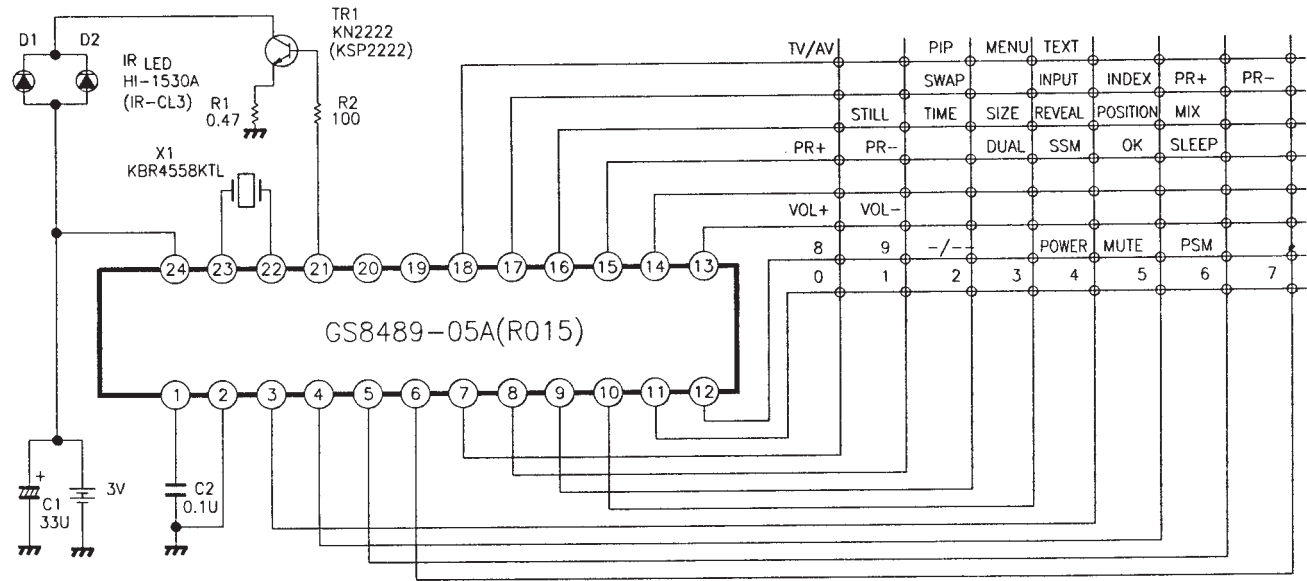 TR1
KN2222
(KSP2222)
D1 D2
IR LED
HI-1530A
(IR-CL3)
R1
0.47
R2
100
X1
KBR4558KTL
TV/AV PIP MENU TEXT
SWAP INPUT INDEX PR+ PR-
STILL TIME SIZE REVEAL POSITION MIX
PR+ PR- DUAL SSM OK SLEEP
VOL+ VOL-
8 9 -/-- POWER MUTE PSM
0 1 2 3 4 5 6 7
24 23 22 21 20 19 18 17 16 15 14 13
GS8489-05A(R015)
1 2 3 4 5 6 7 8 9 10 11 12
+
C1
33U
3V
C2
0.1U